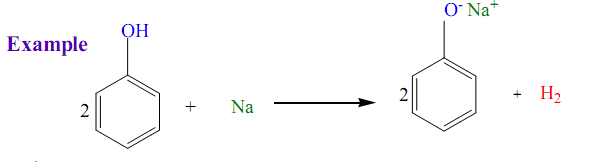 O⁻ Na⁺
OH
Example
2 + Na 2 + H₂